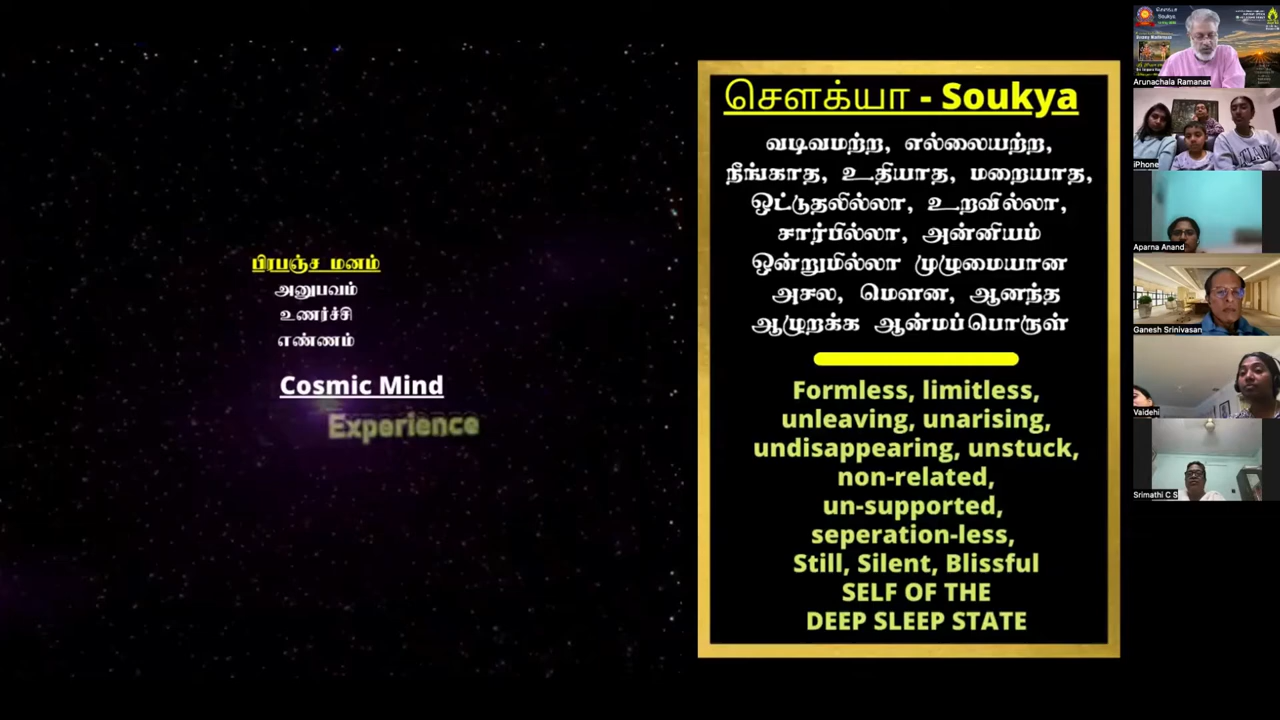 பிரபஞ்ச மனம்
அனுபவம்
உணர்ச்சி
எண்ணம்
Cosmic Mind
Experience
சௌக்யா - Soukya
வடிவமற்ற, எல்லையற்ற,
நீங்காத, உதியாத, மறையாத,
ஒட்டுதலில்லா, உறவில்லா,
சார்பில்லா, அன்னியம்
ஒன்றுமில்லா முழுமையான
அசல, மௌன, ஆனந்த
ஆழுறக்க ஆன்மப்பொருள்
Formless, limitless,
unleaving, unarising,
undisappearing, unstuck,
non-related,
un-supported,
seperation-less,
Still, Silent, Blissful
SELF OF THE
DEEP SLEEP STATE
சௌக்யா
Soukya
Arunachala Ramanan
iPhone
Aparna Anand
Ganesh Srinivasan
Vaidehi
Srimathi C S